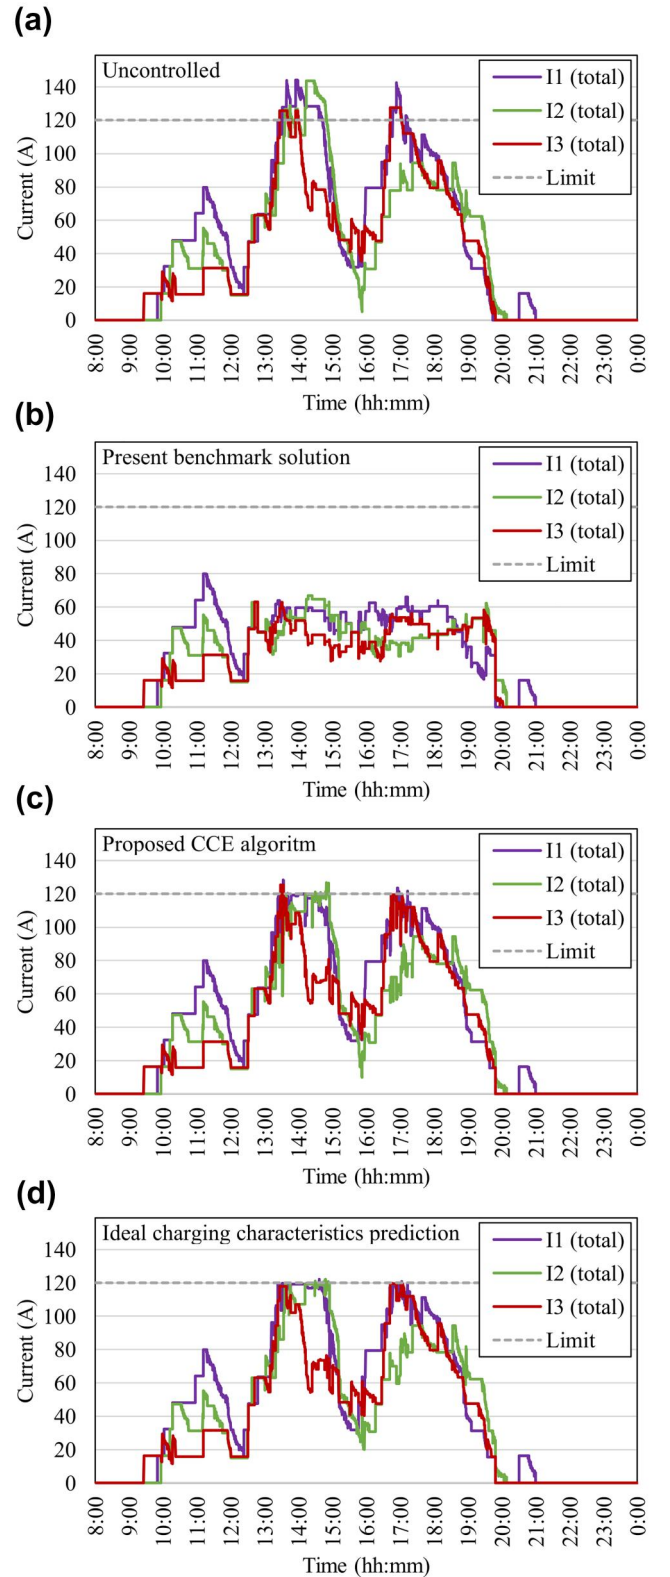 (a)
Uncontrolled
I1 (total)
I2 (total)
I3 (total)
Limit
Current (A)
140
120
100
80
60
40
20
0
8:00 9:00 10:00 11:00 12:00 13:00 14:00 15:00 16:00 17:00 18:00 19:00 20:00 21:00 22:00 23:00 0:00
Time (hh:mm)
(b)
Present benchmark solution
I1 (total)
I2 (total)
I3 (total)
Limit
Current (A)
140
120
100
80
60
40
20
0
8:00 9:00 10:00 11:00 12:00 13:00 14:00 15:00 16:00 17:00 18:00 19:00 20:00 21:00 22:00 23:00 0:00
Time (hh:mm)
(c)
Proposed CCE algoritm
I1 (total)
I2 (total)
I3 (total)
Limit
Current (A)
140
120
100
80
60
40
20
0
8:00 9:00 10:00 11:00 12:00 13:00 14:00 15:00 16:00 17:00 18:00 19:00 20:00 21:00 22:00 23:00 0:00
Time (hh:mm)
(d)
Ideal charging characteristics prediction
I1 (total)
I2 (total)
I3 (total)
Limit
Current (A)
140
120
100
80
60
40
20
0
8:00 9:00 10:00 11:00 12:00 13:00 14:00 15:00 16:00 17:00 18:00 19:00 20:00 21:00 22:00 23:00 0:00
Time (hh:mm)